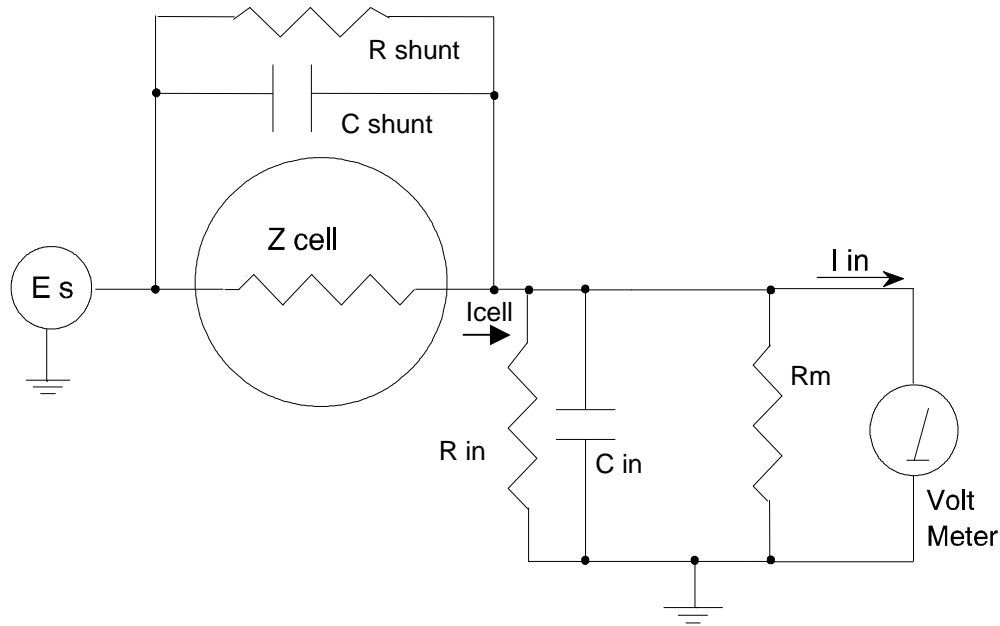 R shunt
C shunt
Z cell
E s
I in
Icell
Rm
R in
C in
Volt
Meter